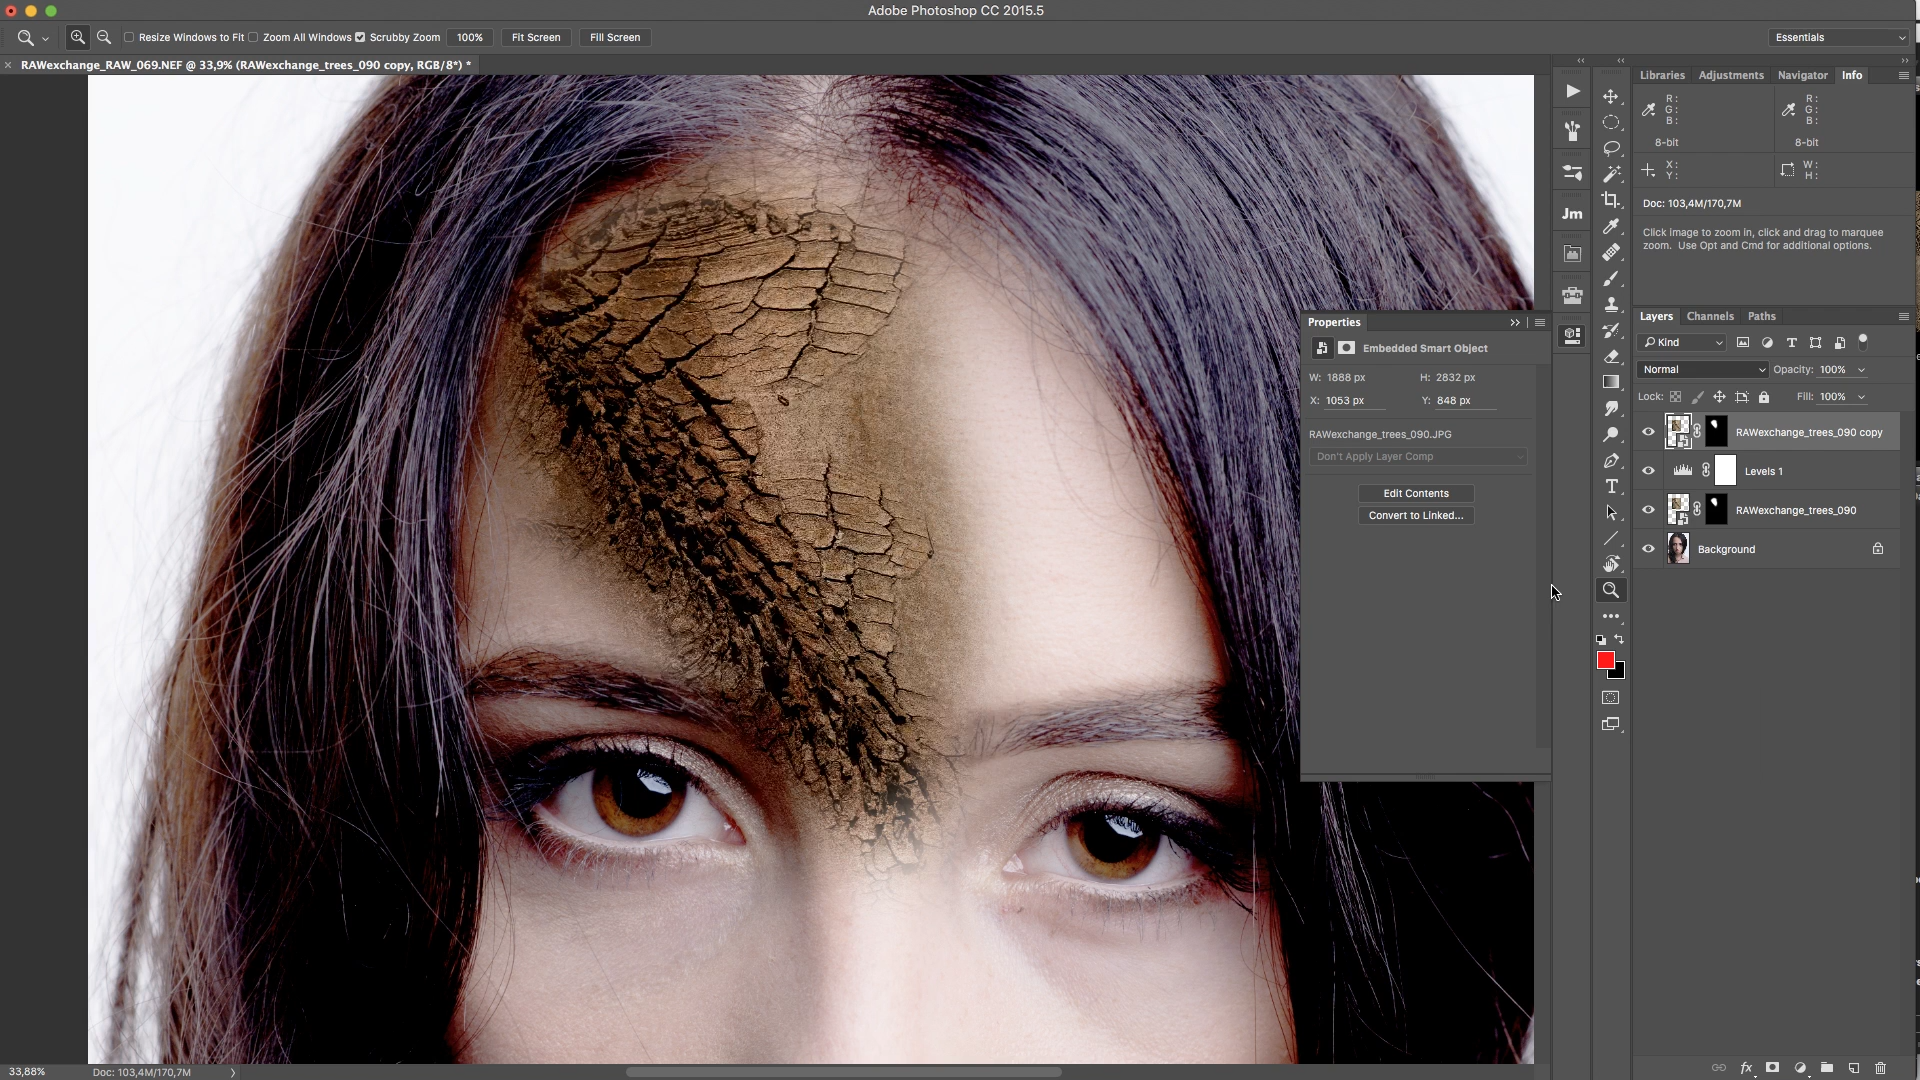 Adobe Photoshop CC 2015.5
Resize Windows to Fit Zoom All Windows Scrubby Zoom 100% Fit Screen Fill Screen Essentials
RAWexchange_RAW_069.NEF @ 33,9% (RAWexchange_trees_090 copy, RGB/8*) *
Libraries Adjustments Navigator Info
R: R:
G: G:
B: B:
8-bit 8-bit
X: W:
Y: H:
Doc: 103,4M/170,7M
Click image to zoom in, click and drag to marquee
zoom. Use Opt and Cmd for additional options.
Jm
Properties
Embedded Smart Object
W: 1888 px H: 2832 px
X: 1053 px Y: 848 px
RAWexchange_trees_090.JPG
Don't Apply Layer Comp
Edit Contents
Convert to Linked...
Layers Channels Paths
Kind
Normal Opacity: 100%
Lock: Fill: 100%
RAWexchange_trees_090 copy
Levels 1
RAWexchange_trees_090
Background
fx
33,88% Doc: 103,4M/170,7M